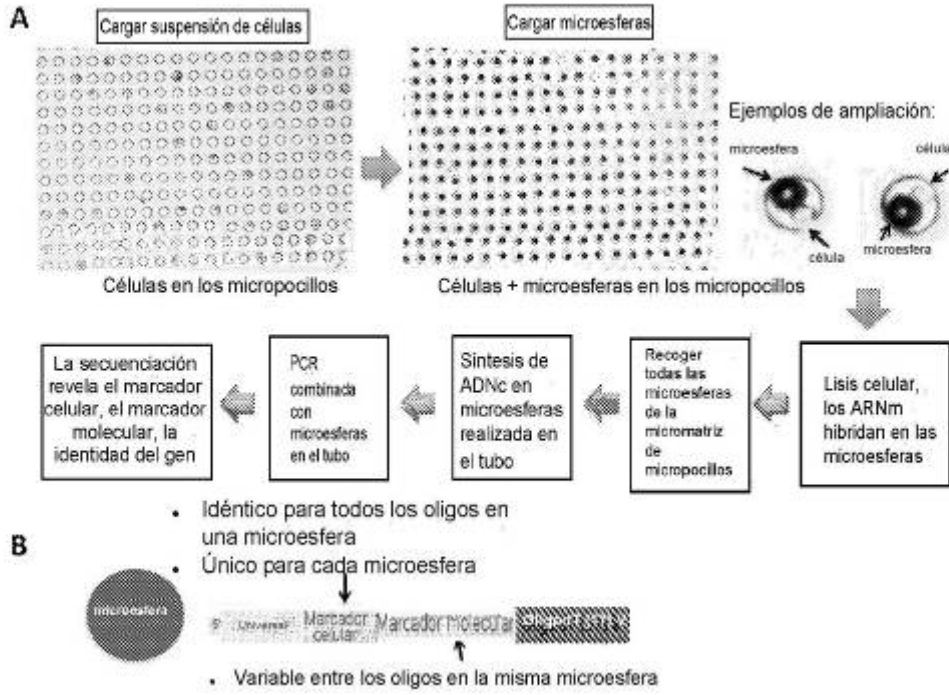 A
Cargar suspensión de células
Cargar microesferas
Ejemplos de ampliación:
microesfera
célula
célula
microesfera
Células en los micropocillos
Células + microesferas en los micropocillos
La secuenciación
revela el marcador
celular, el marcador
molecular, la
identidad del gen
PCR
combinada
con
microesferas
en el tubo
Síntesis de
ADNc en
microesferas
realizada en
el tubo
Recoger
todas las
microesferas
de la
micromatriz
de
micropocillos
Lisis celular,
los ARNm
hibridan en las
microesferas
• Idéntico para todos los oligos en
una microesfera
• Único para cada microesfera
B
microesfera
5' Universal
Marcador
celular
Marcador molecular
• Variable entre los oligos en la misma microesfera